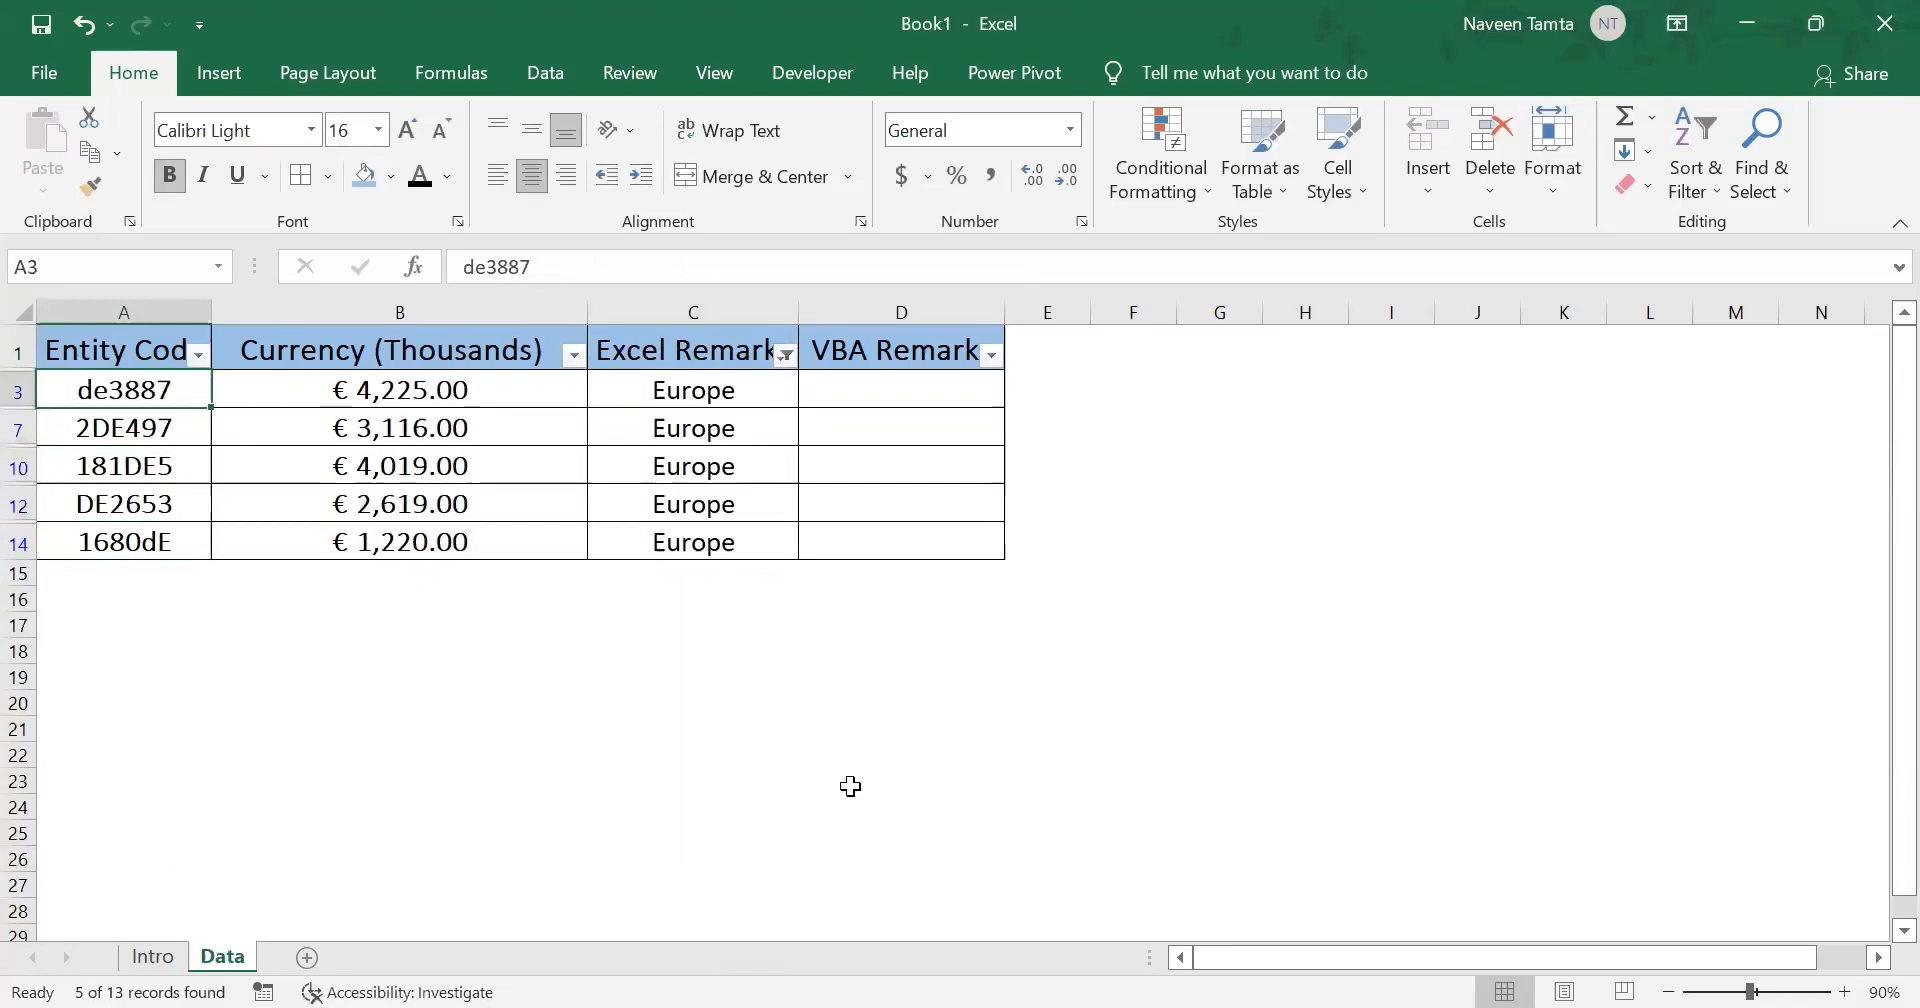 Book1 - Excel
Naveen Tamta NT
File Home Insert Page Layout Formulas Data Review View Developer Help Power Pivot Tell me what you want to do Share
Paste
Calibri Light 16
Wrap Text
General
Conditional Formatting
Format as Table
Cell Styles
Insert
Delete
Format
Sort & Filter
Find & Select
B I U
Merge & Center
$ % ,
Clipboard Font Alignment Number Styles Cells Editing
A3 fx de3887
A B C D E F G H I J K L M N
1 Entity Cod Currency (Thousands) Excel Remark VBA Remark
3 de3887 € 4,225.00 Europe
7 2DE497 € 3,116.00 Europe
10 181DE5 € 4,019.00 Europe
12 DE2653 € 2,619.00 Europe
14 1680dE € 1,220.00 Europe
15
16
17
18
19
20
21
22
23
24
25
26
27
28
29
Intro Data
Ready 5 of 13 records found Accessibility: Investigate 90%